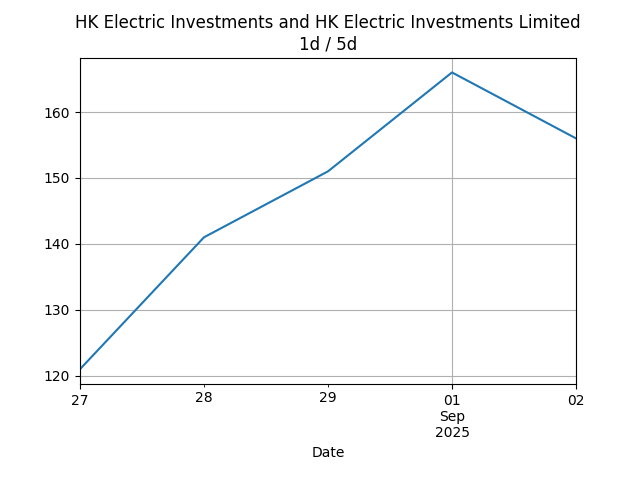 HK Electric Investments and HK Electric Investments Limited
1d / 5d
160
150
140
130
120
27
28
29
01
02
Sep
2025
Date